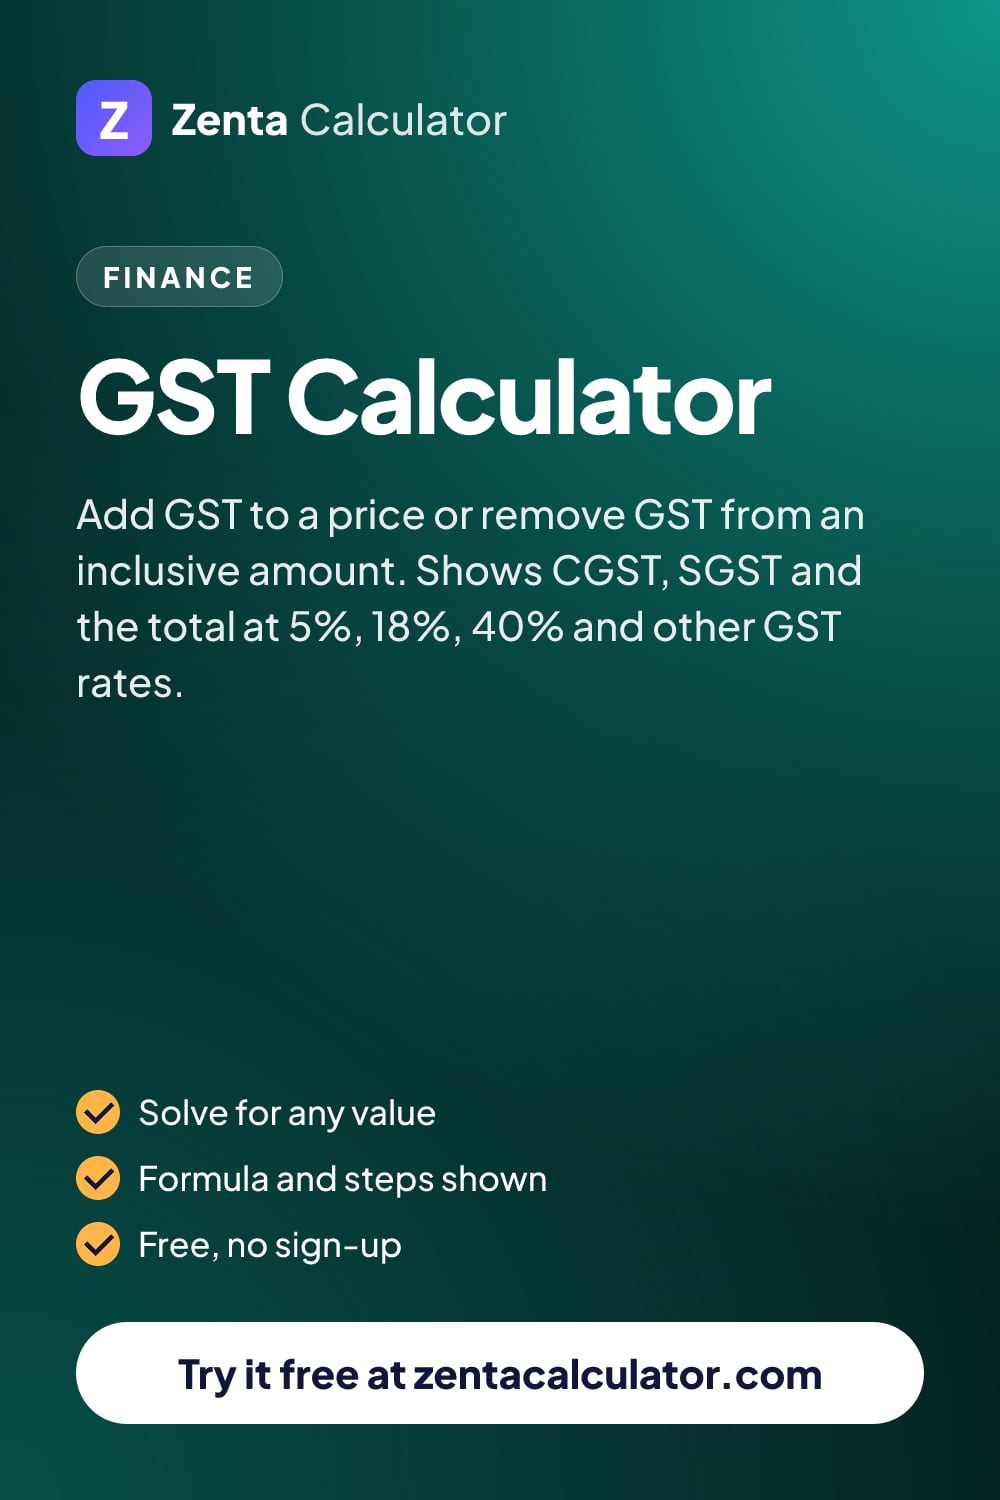 Z Zenta Calculator
FINANCE
GST Calculator
Add GST to a price or remove GST from an
inclusive amount. Shows CGST, SGST and
the total at 5%, 18%, 40% and other GST
rates.
Solve for any value
Formula and steps shown
Free, no sign-up
Try it free at zentacalculator.com